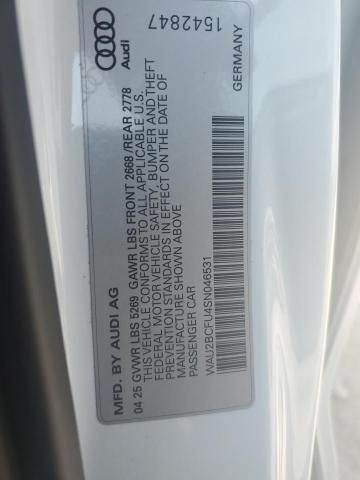 MFD. BY AUDI AG
04 25 GVWR LBS 5269 GAWR LBS FRONT 2668/REAR 2778
THIS VEHICLE CONFORMS TO ALL APPLICABLE U.S.
FEDERAL MOTOR VEHICLE SAFETY, BUMPER AND THEFT
PREVENTION STANDARDS IN EFFECT ON THE DATE OF
MANUFACTURE SHOWN ABOVE
PASSENGER CAR
WAU2BCFU4SN046531
Audi
1542847
GERMANY